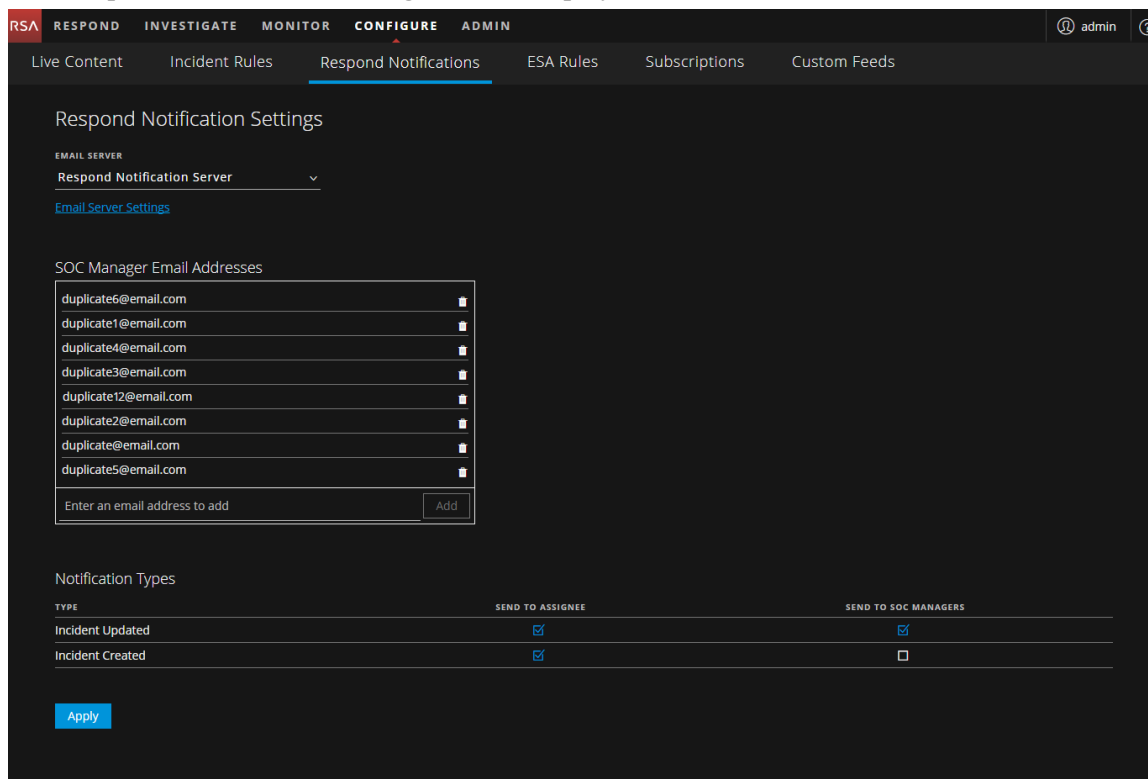 RSA RESPOND INVESTIGATE MONITOR CONFIGURE ADMIN admin
Live Content Incident Rules Respond Notifications ESA Rules Subscriptions Custom Feeds
Respond Notification Settings
EMAIL SERVER
Respond Notification Server
Email Server Settings
SOC Manager Email Addresses
duplicate6@email.com
duplicate1@email.com
duplicate4@email.com
duplicate3@email.com
duplicate12@email.com
duplicate2@email.com
duplicate@email.com
duplicate5@email.com
Enter an email address to add Add
Notification Types
TYPE SEND TO ASSIGNEE SEND TO SOC MANAGERS
Incident Updated
Incident Created
Apply